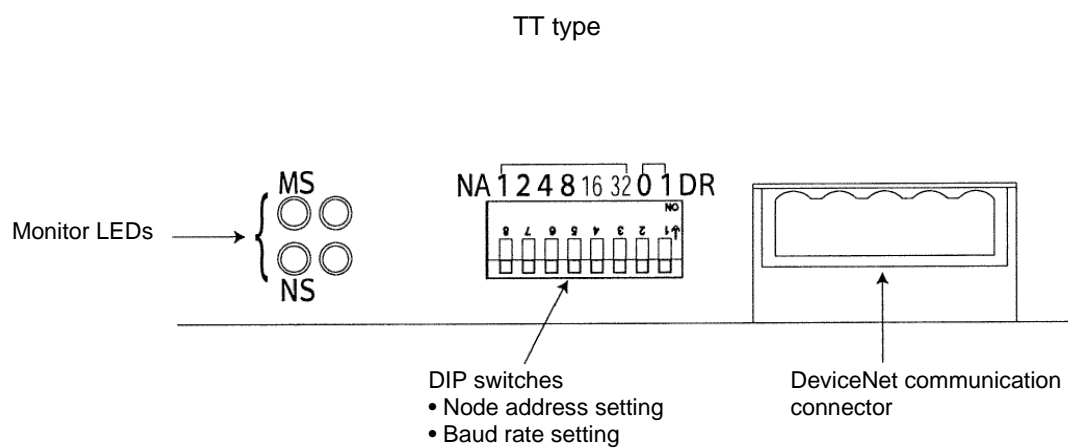 TT type
MS
NS
Monitor LEDs
NA 1 2 4 8 16 32 0 1 DR
ON
8 7 6 5 4 3 2 1
DIP switches
• Node address setting
• Baud rate setting
DeviceNet communication
connector